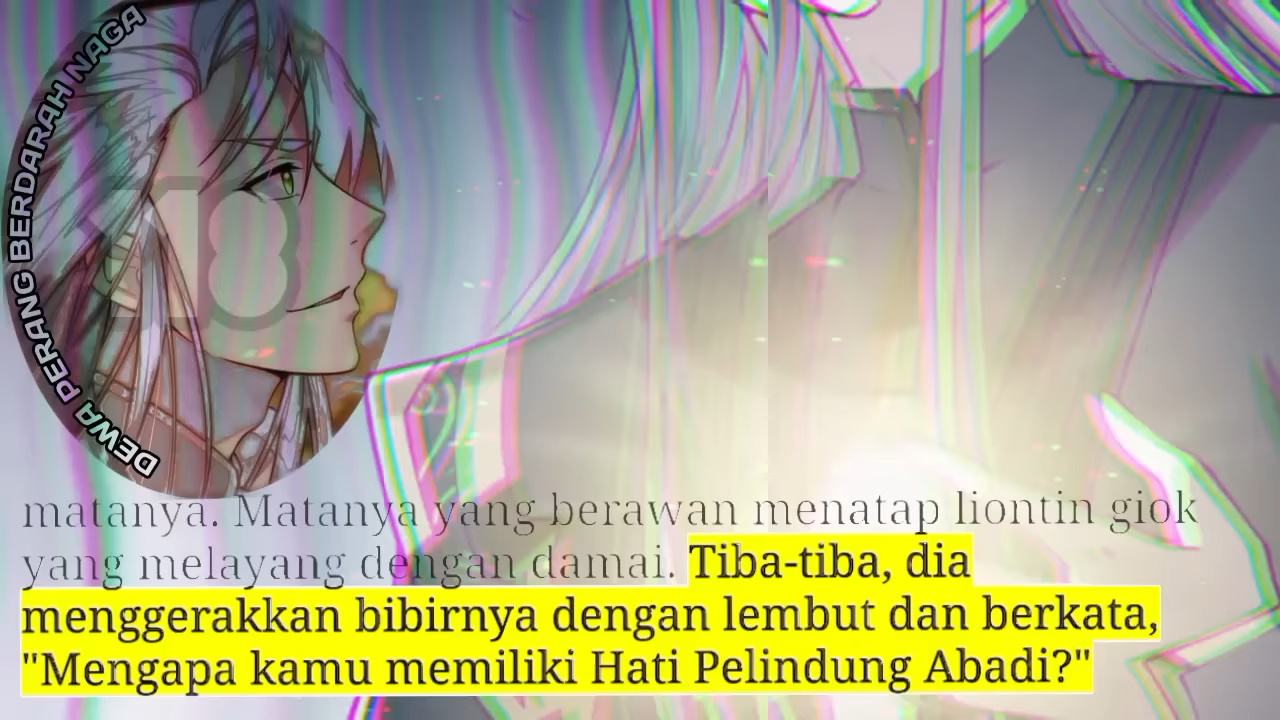 DEWA PERANG BERDARAH NAGA
18
matanya. Matanya yang berawan menatap liontin giok
yang melayang dengan damai. Tiba-tiba, dia
menggerakkan bibirnya dengan lembut dan berkata,
"Mengapa kamu memiliki Hati Pelindung Abadi?"